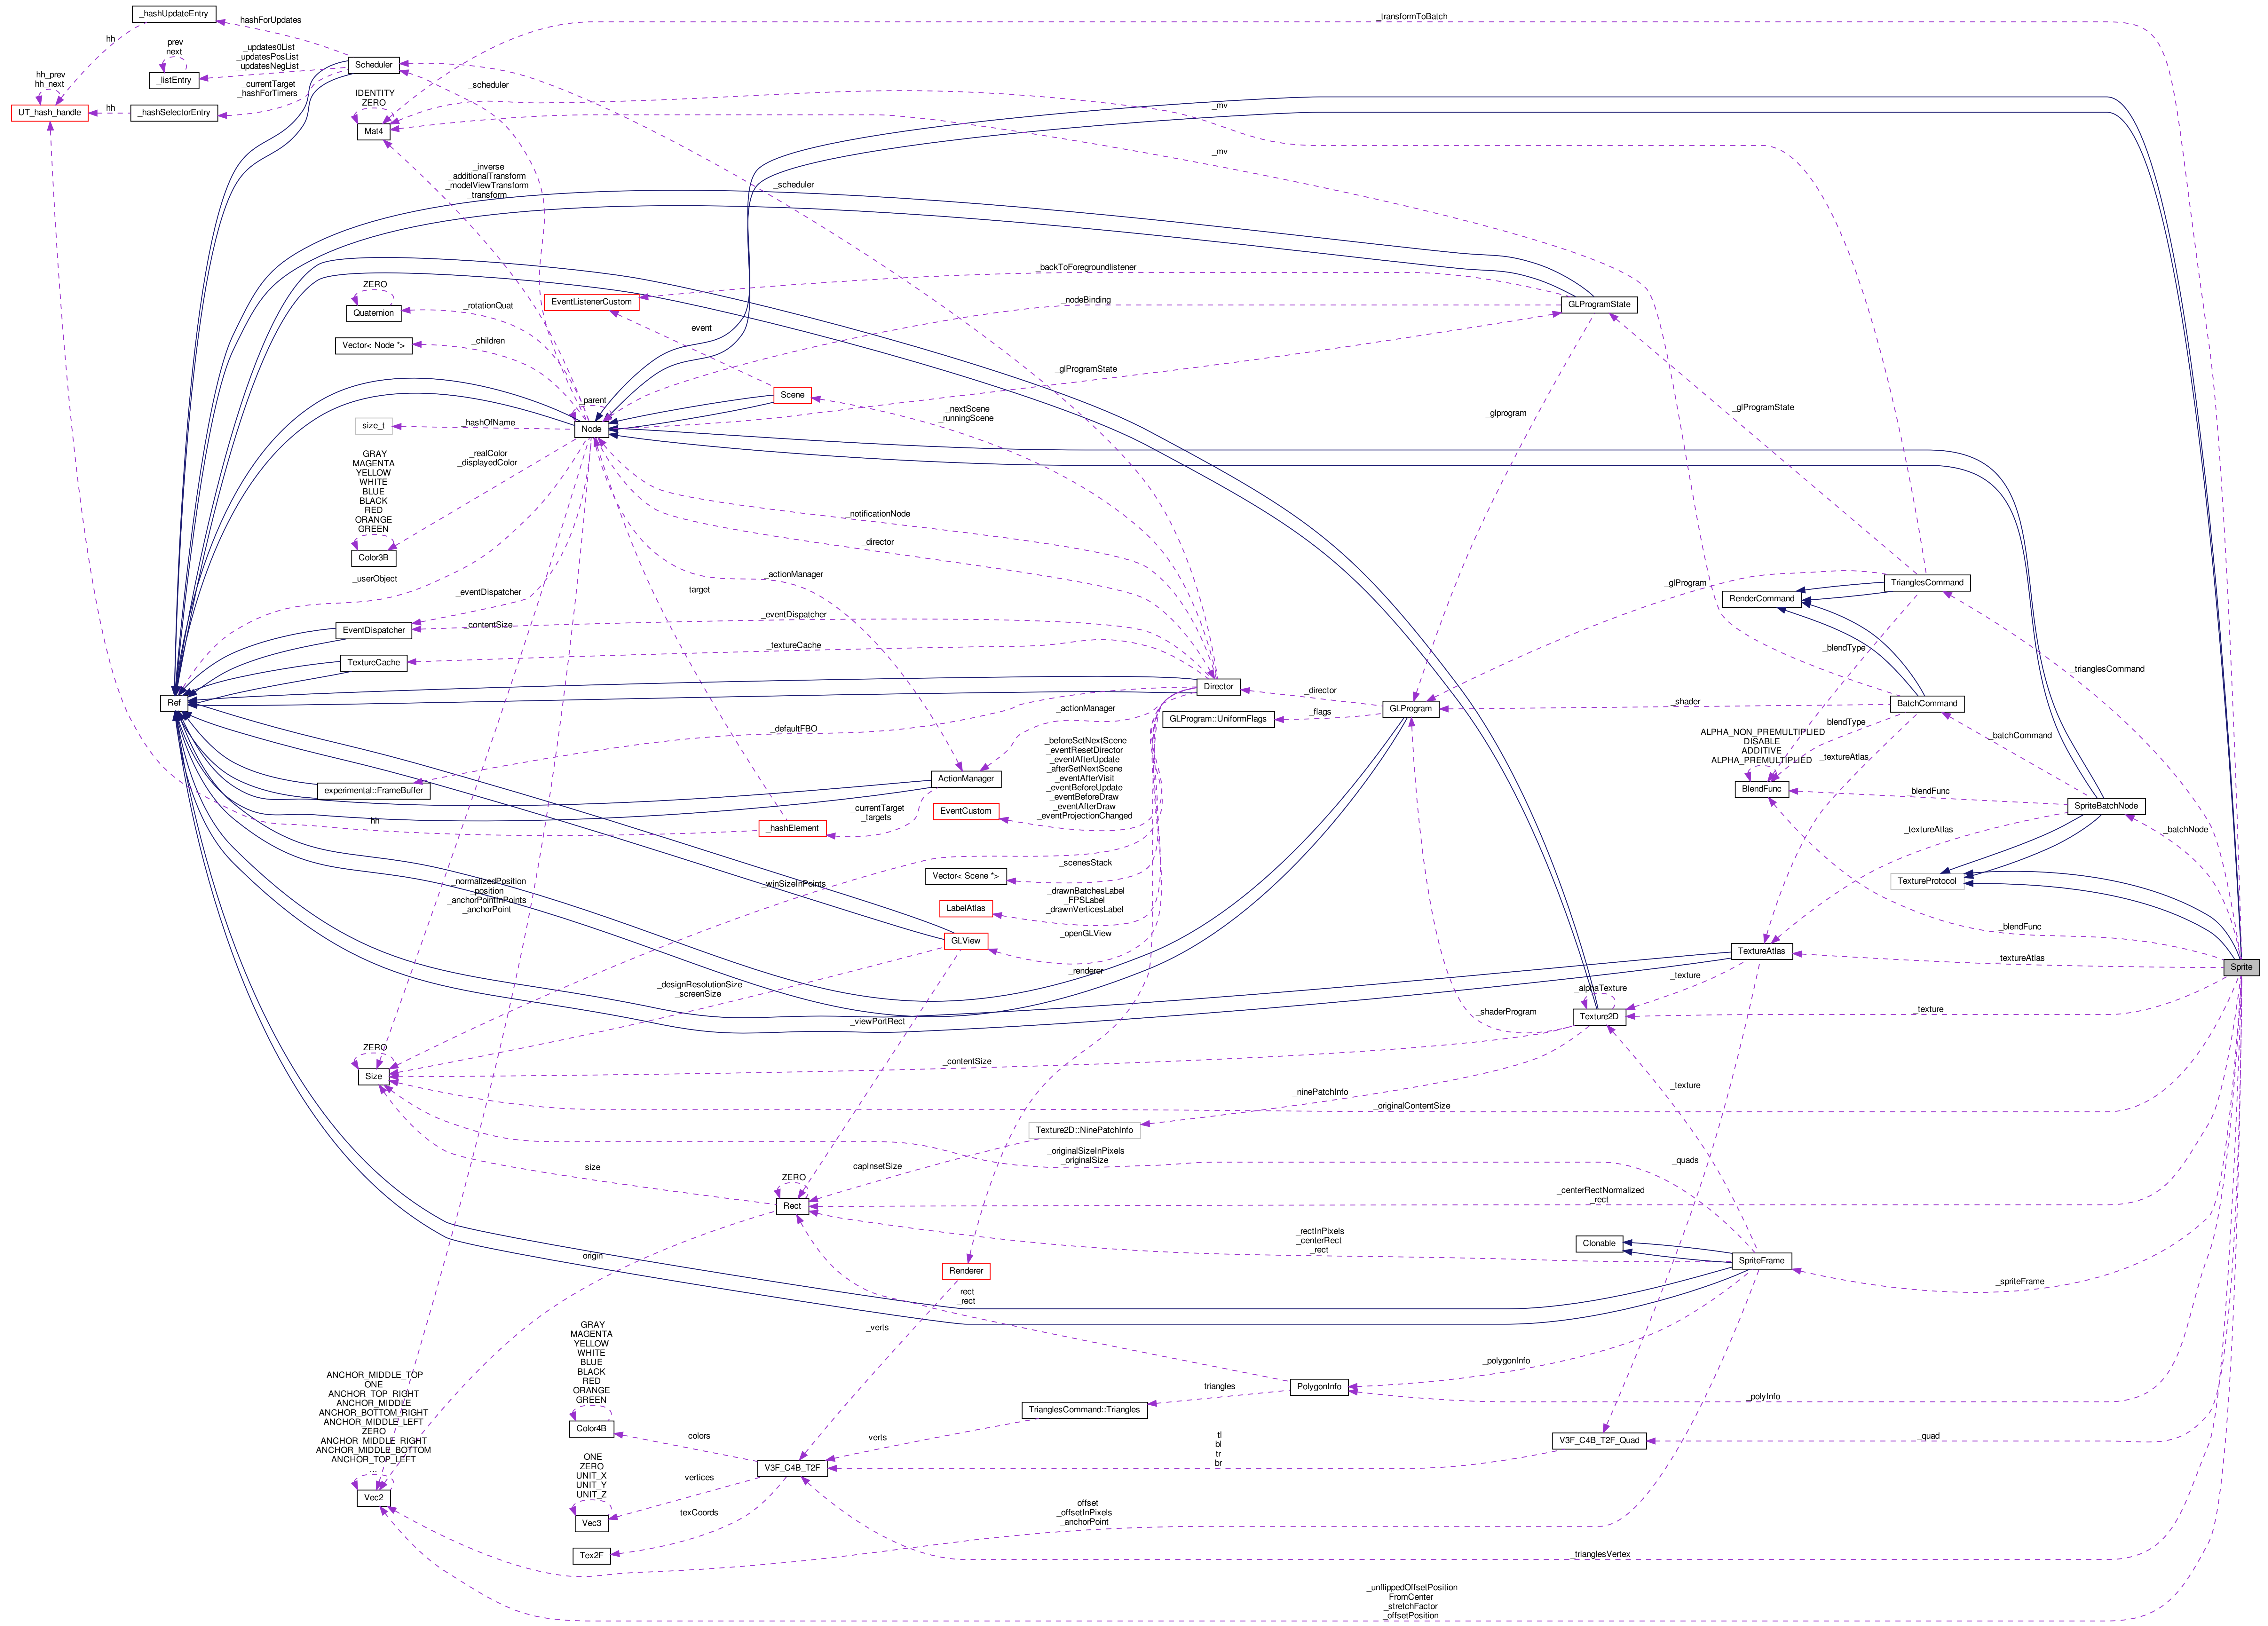 _hashUpdateEntry
_hashForUpdates
_transformToBatch
hh
prev
next
_updates0List
_updatesPosList
_updatesNegList
Scheduler
_listEntry
hh_prev
hh_next
_currentTarget
_hashForTimers
_scheduler
IDENTITY
ZERO
_mv
UT_hash_handle
hh
_hashSelectorEntry
Mat4
_mv
_inverse
_additionalTransform
_modelViewTransform
_transform
_scheduler
_backToForegroundlistener
ZERO
_rotationQuat
EventListenerCustom
_nodeBinding
GLProgramState
Quaternion
_event
Vector< Node *>
_children
_glProgramState
Scene
_parent
_nextScene
_runningScene
_glprogram
_glProgramState
size_t
_hashOfName
Node
_realColor
_displayedColor
GRAY
MAGENTA
YELLOW
WHITE
BLUE
BLACK
RED
ORANGE
GREEN
_notificationNode
_director
Color3B
_userObject
_actionManager
_glProgram
TrianglesCommand
_eventDispatcher
target
RenderCommand
_eventDispatcher
EventDispatcher
_contentSize
_textureCache
_blendType
TextureCache
_trianglesCommand
Director
_director
Ref
_shader
BatchCommand
GLProgram
_actionManager
GLProgram::UniformFlags
_flags
_defaultFBO
_blendType
_batchCommand
ALPHA_NON_PREMULTIPLIED
DISABLE
ADDITIVE
ALPHA_PREMULTIPLIED
_textureAtlas
_beforeSetNextScene
_eventResetDirector
_eventAfterUpdate
_afterSetNextScene
_eventAfterVisit
_eventBeforeUpdate
_eventBeforeDraw
_eventAfterDraw
_eventProjectionChanged
ActionManager
experimental::FrameBuffer
BlendFunc
_blendFunc
SpriteBatchNode
_currentTarget
_targets
EventCustom
hh
_hashElement
_textureAtlas
_batchNode
_scenesStack
Vector< Scene *>
TextureProtocol
_normalizedPosition
_position
_anchorPointInPoints
_anchorPoint
_winSizeInPoints
_drawnBatchesLabel
_FPSLabel
_drawnVerticesLabel
LabelAtlas
_blendFunc
_openGLView
GLView
TextureAtlas
_textureAtlas
Sprite
_renderer
_texture
_designResolutionSize
_screenSize
_alphaTexture
_shaderProgram
Texture2D
_texture
_viewPortRect
ZERO
_contentSize
Size
_texture
_ninePatchInfo
_originalContentSize
Texture2D::NinePatchInfo
_originalSizeInPixels
_originalSize
_quads
size
capInsetSize
ZERO
_centerRectNormalized
_rect
Rect
_rectInPixels
_centerRect
_rect
Clonable
origin
SpriteFrame
Renderer
_spriteFrame
rect
_rect
_verts
GRAY
MAGENTA
YELLOW
WHITE
BLUE
BLACK
RED
ORANGE
GREEN
_polygonInfo
PolygonInfo
triangles
_polyInfo
ANCHOR_MIDDLE_TOP
ONE
ANCHOR_TOP_RIGHT
ANCHOR_MIDDLE
ANCHOR_BOTTOM_RIGHT
ANCHOR_MIDDLE_LEFT
ZERO
ANCHOR_MIDDLE_RIGHT
ANCHOR_MIDDLE_BOTTOM
ANCHOR_TOP_LEFT
...
TrianglesCommand::Triangles
Color4B
colors
verts
tl
bl
tr
br
V3F_C4B_T2F_Quad
_quad
V3F_C4B_T2F
ONE
ZERO
UNIT_X
UNIT_Y
UNIT_Z
vertices
Vec2
texCoords
_offset
_offsetInPixels
_anchorPoint
Vec3
Tex2F
_trianglesVertex
_unflippedOffsetPosition
FromCenter
_stretchFactor
_offsetPosition